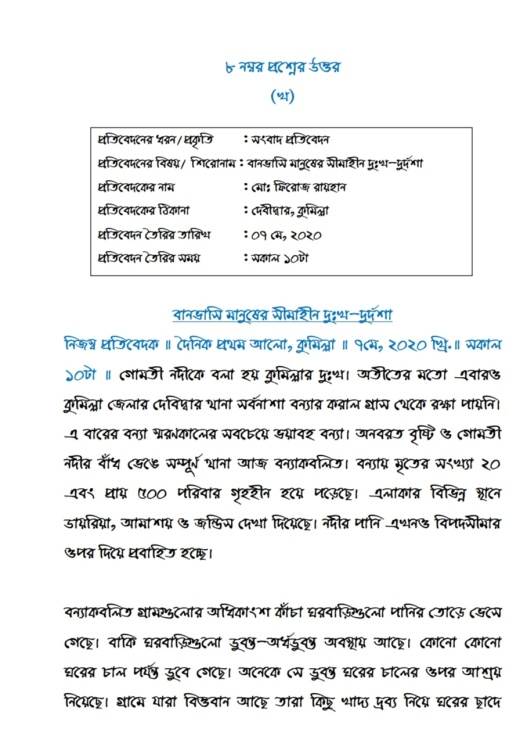 ৮ নম্বর প্রশ্নের উত্তর
(খ)
প্রতিবেদনের ধরন/প্রকৃতি : সংবাদ প্রতিবেদন
প্রতিবেদনের বিষয়/ শিরোনাম : বানভাসি মানুষের সীমাহীন দুঃখ-দুর্দশা
প্রতিবেদকের নাম : মোঃ ফিরোজ রায়হান
প্রতিবেদকের ঠিকানা : দেবীদ্বার, কুমিল্লা
প্রতিবেদন তৈরির তারিখ : ০৭ মে, ২০২০
প্রতিবেদন তৈরির সময় : সকাল ১০টা
বানভাসি মানুষের সীমাহীন দুঃখ-দুর্দশা
নিজস্ব প্রতিবেদক ॥ দৈনিক প্রথম আলো, কুমিল্লা ॥ ৭মে, ২০২০ খ্রি.॥ সকাল
১০টা ॥ গোমতী নদীকে বলা হয় কুমিল্লার দুঃখ। অতীতের মতো এবারও
কুমিল্লা জেলার দেবিদ্বার থানা সর্বনাশা বন্যার করাল গ্রাস থেকে রক্ষা পায়নি।
এ বারের বন্যা স্মরণকালের সবচেয়ে ভয়াবহ বন্যা। অনবরত বৃষ্টি ও গোমতী
নদীর বাঁধ ভেঙে সম্পূর্ণ থানা আজ বন্যাকবলিত। বন্যায় মৃতের সংখ্যা ২০
এবং প্রায় ৫০০ পরিবার গৃহহীন হয়ে পড়েছে। এলাকার বিভিন্ন স্থানে
ডায়রিয়া, আমাশয় ও জন্ডিস দেখা দিয়েছে। নদীর পানি এখনও বিপদসীমার
ওপর দিয়ে প্রবাহিত হচ্ছে।
বন্যাকবলিত গ্রামগুলোর অধিকাংশ কাঁচা ঘরবাড়িগুলো পানির তোড়ে ভেসে
গেছে। বাকি ঘরবাড়িগুলো ডুবন্ত-অর্ধডুবন্ত অবস্থায় আছে। কোনো কোনো
ঘরের চাল পর্যন্ত ডুবে গেছে। অনেকে সে ডুবন্ত ঘরের চালের ওপর আশ্রয়
নিয়েছে। গ্রামে যারা বিত্তবান আছে তারা কিছু খাদ্য দ্রব্য নিয়ে ঘরের ছাদে